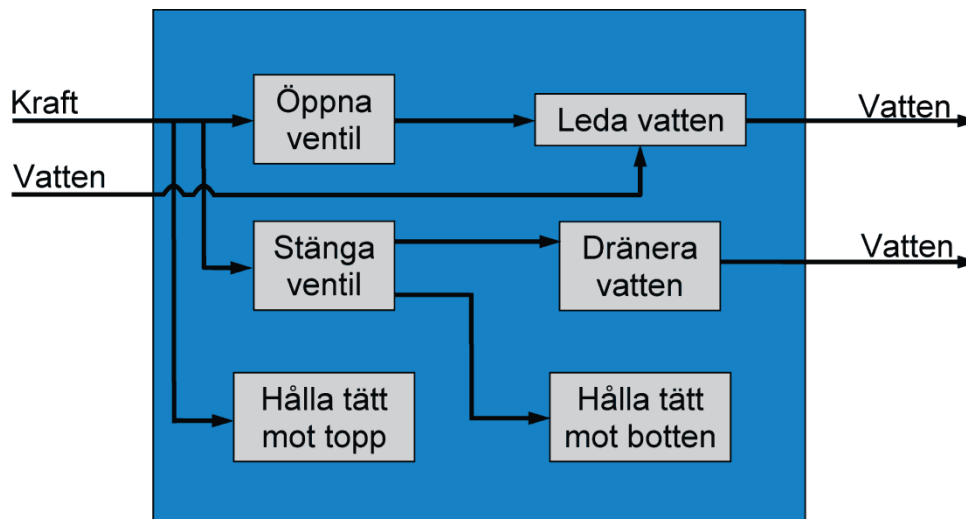 Kraft
Öppna
ventil
Leda vatten
Vatten
Vatten
Stänga
ventil
Dränera
vatten
Vatten
Hålla tätt
mot topp
Hålla tätt
mot botten